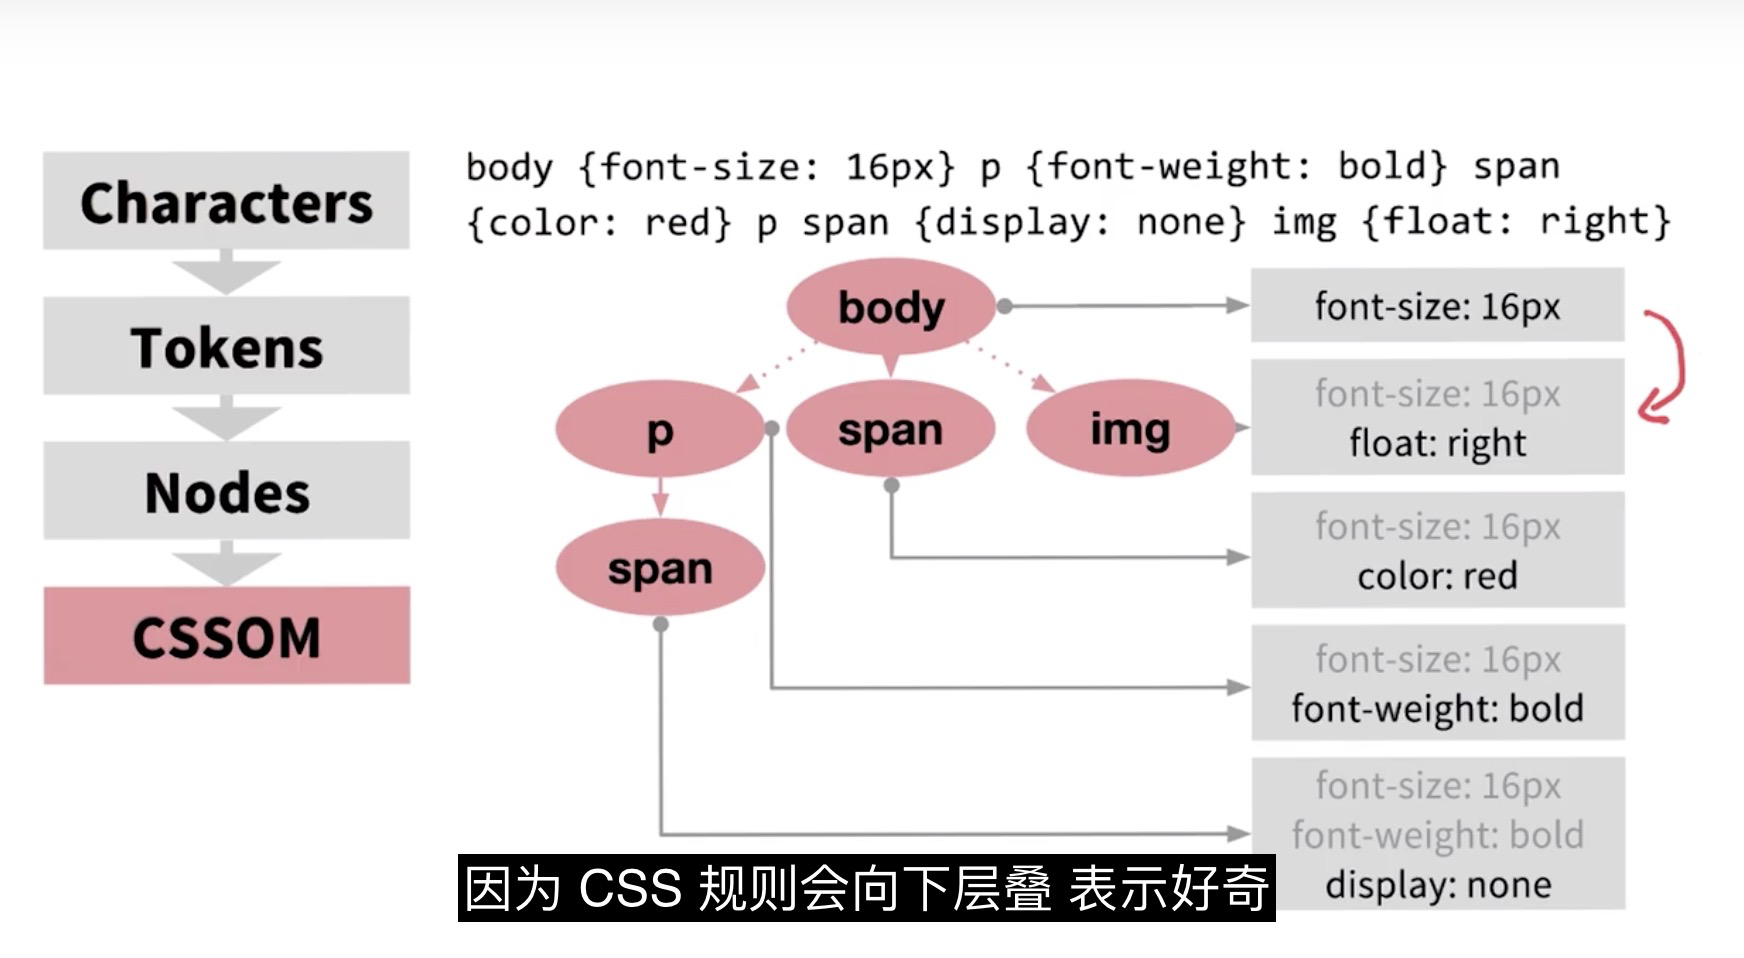 body {font-size: 16px} p {font-weight: bold} span
{color: red} p span {display: none} img {float: right}
Characters
Tokens
Nodes
CSSOM
body
p
span
img
span
font-size: 16px
font-size: 16px
float: right
font-size: 16px
color: red
font-size: 16px
font-weight: bold
font-size: 16px
font-weight: bold
display: none
因为 CSS 规则会向下层叠 表示好奇